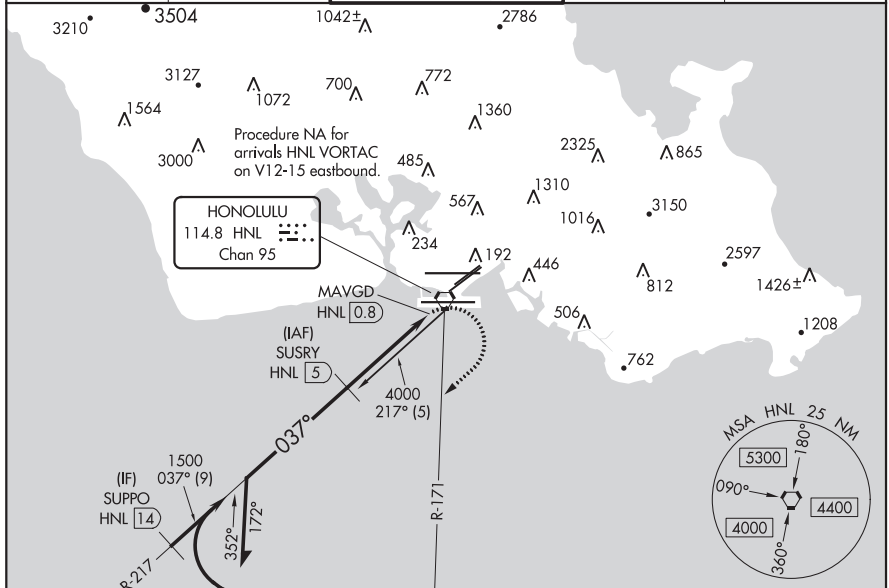 3210
3504
1042±
2786
3127
1072
700
772
1564
1360
3000
Procedure NA for
arrivals HNL VORTAC
on V12-15 eastbound.
485
2325
865
1310
567
1016
3150
HONOLULU
114.8 HNL
Chan 95
234
192
446
2597
812
1426±
MAVGD
HNL 0.8
506
1208
(IAF)
SUSRY
HNL 5
762
4000
217° (5)
037°
MSA HNL 25 NM
180°
5300
090°
4400
4000
360°
1500
037° (9)
(IF)
SUPPO
HNL 14
352°
172°
R-171
R-217